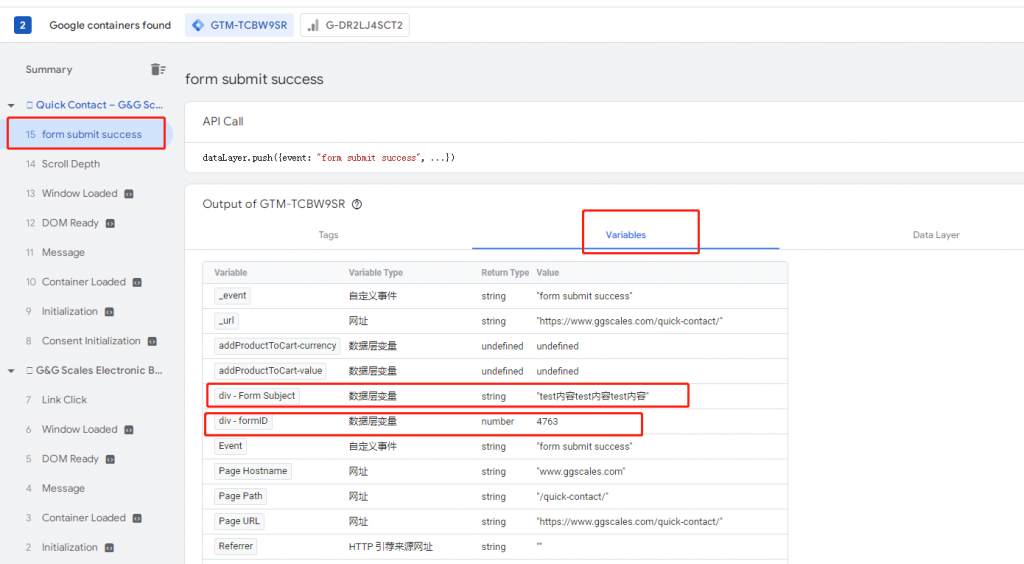 2 Google containers found GTM-TCBW9SR G-DR2LJ4SCT2
Summary
Quick Contact – G&G Sc...
15 form submit success
14 Scroll Depth
13 Window Loaded
12 DOM Ready
11 Message
10 Container Loaded
9 Initialization
8 Consent Initialization
G&G Scales Electronic B...
7 Link Click
6 Window Loaded
5 DOM Ready
4 Message
3 Container Loaded
2 Initialization
form submit success
API Call
dataLayer.push({event: "form submit success", ...})
Output of GTM-TCBW9SR
Tags Variables Data Layer
Variable Variable Type Return Type Value
_event 自定义事件 string "form submit success"
_url 网址 string "https://www.ggscales.com/quick-contact/"
addProductToCart-currency 数据层变量 undefined undefined
addProductToCart-value 数据层变量 undefined undefined
div - Form Subject 数据层变量 string "test内容test内容test内容"
div - formID 数据层变量 number 4763
Event 自定义事件 string "form submit success"
Page Hostname 网址 string "www.ggscales.com"
Page Path 网址 string "/quick-contact/"
Page URL 网址 string "https://www.ggscales.com/quick-contact/"
Referrer HTTP 引荐来源网址 string ""